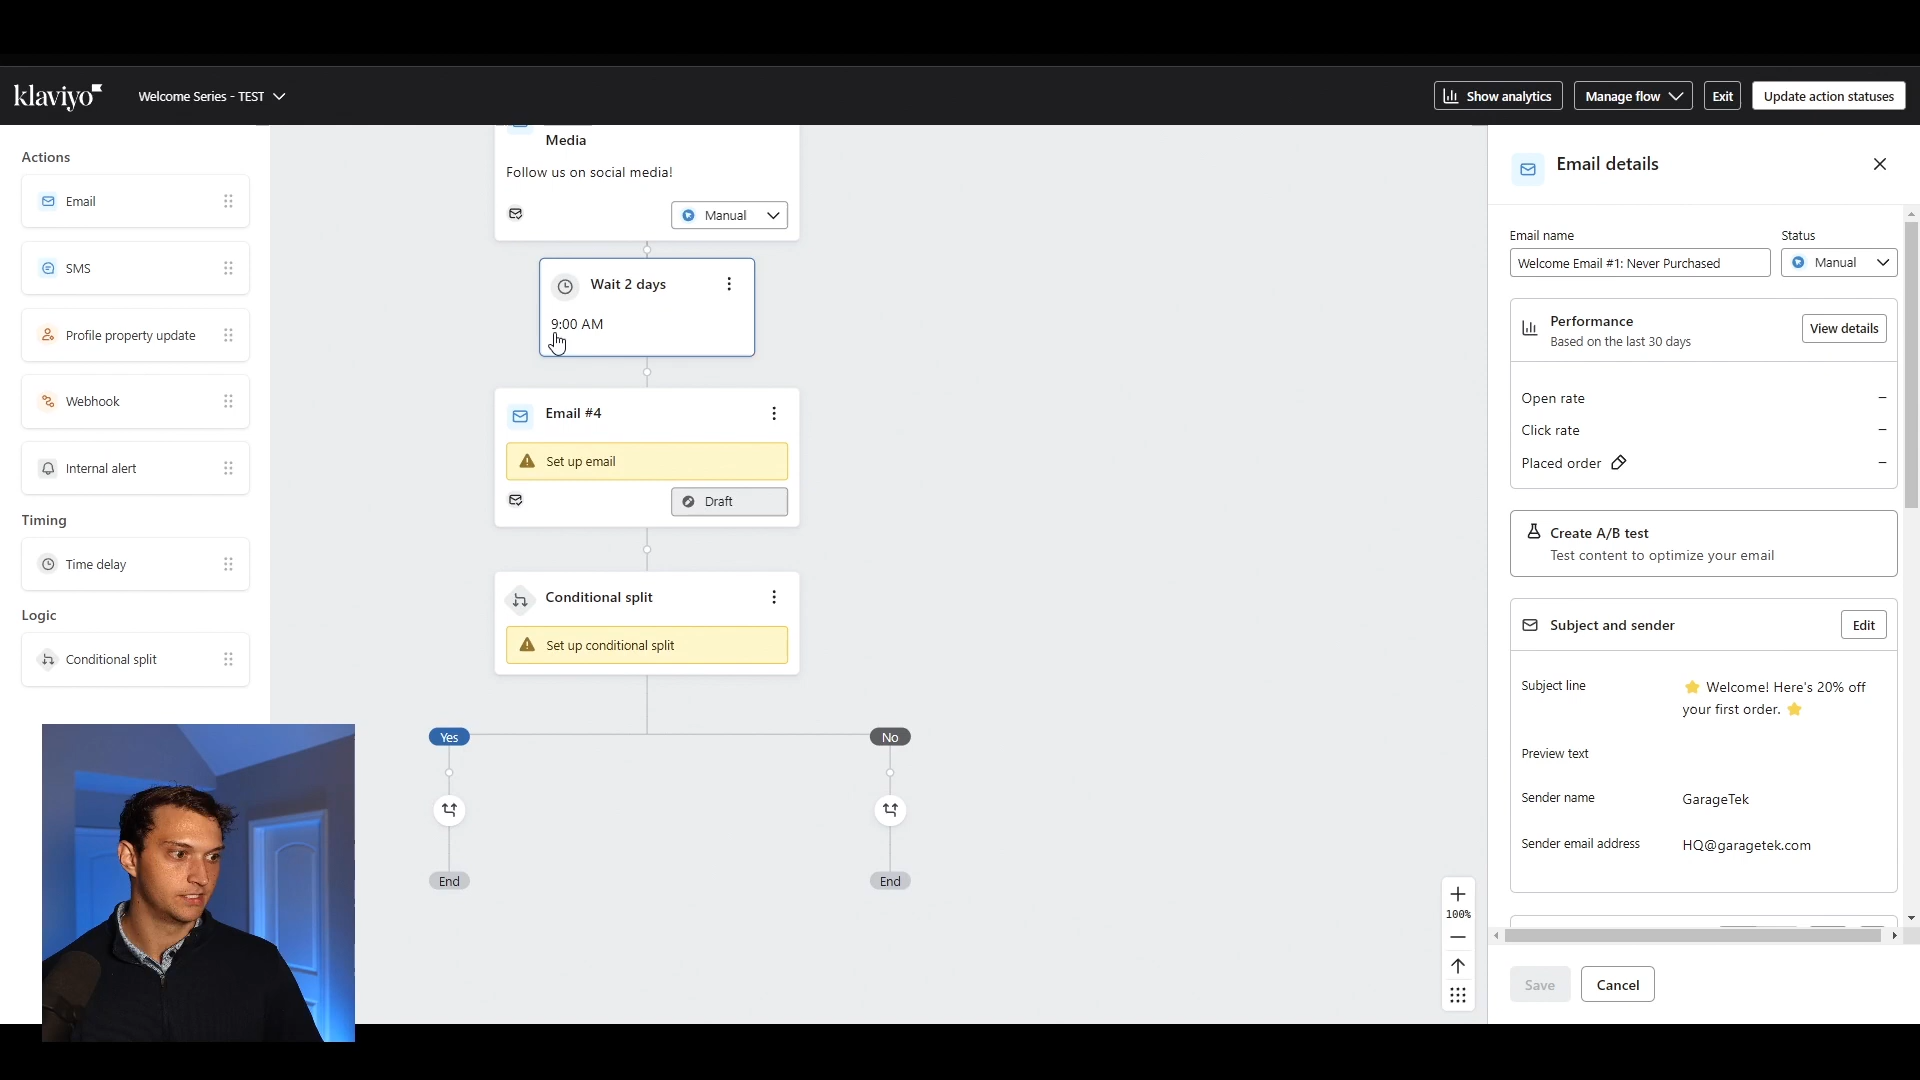 klaviyo
Welcome Series - TEST
Show analytics
Manage flow
Exit
Update action statuses
Actions
Email
SMS
Profile property update
Webhook
Internal alert
Timing
Time delay
Logic
Conditional split
Media
Follow us on social media!
Manual
Wait 2 days
9:00 AM
Email #4
Set up email
Draft
Conditional split
Set up conditional split
Yes
No
End
End
100%
Email details
Email name
Status
Welcome Email #1: Never Purchased
Manual
Performance
Based on the last 30 days
View details
Open rate
–
Click rate
–
Placed order
–
Create A/B test
Test content to optimize your email
Subject and sender
Edit
Subject line
⭐ Welcome! Here's 20% off
your first order. ⭐
Preview text
Sender name
GarageTek
Sender email address
HQ@garagetek.com
Save
Cancel